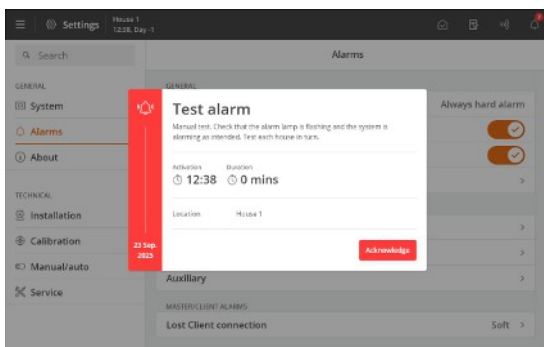 Settings
House 1
12:38, Day -1
Search
Alarms
GENERAL
System
Alarms
About
TECHNICAL
Installation
Calibration
Manual/auto
Service
GENERAL
Always hard alarm
Test alarm
Manual test. Check that the alarm lamp is flashing and the system is
alarming as intended. Test each house in turn.
Activation Duration
12:38 0 mins
Location House 1
23 Sep.
2025
Acknowledge
Auxiliary
MASTER/CLIENT ALARMS
Lost Client connection Soft